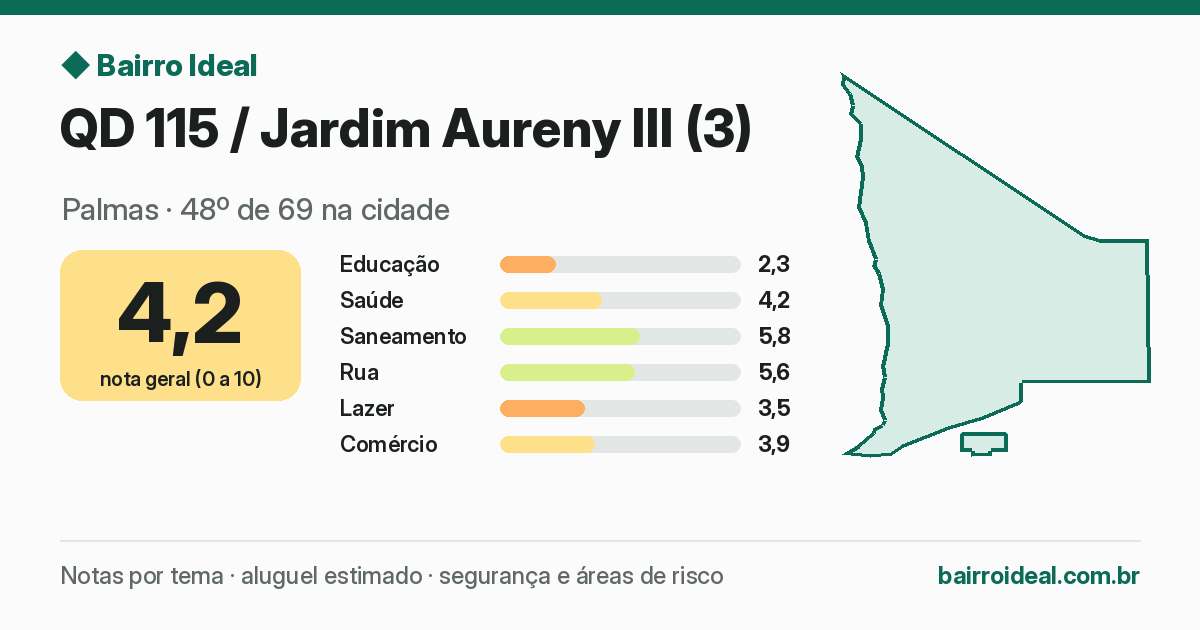 Bairro Ideal
QD 115 / Jardim Aureny III (3)
Palmas · 48º de 69 na cidade
4,2
nota geral (0 a 10)
Educação 2,3
Saúde 4,2
Saneamento 5,8
Rua 5,6
Lazer 3,5
Comércio 3,9
Notas por tema · aluguel estimado · segurança e áreas de risco
bairroideal.com.br